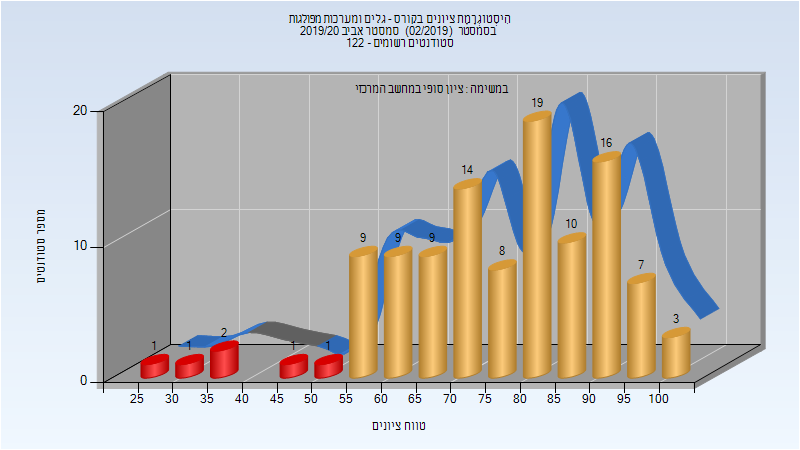 היסטוגרמת ציונים בקורס - גלים ומערכות מפולגות
בסמסטר (02/2019) סמסטר אביב 2019/20
סטודנטים רשומים - 122
במשימה : ציון סופי במחשב המרכזי
מספר סטודנטים
20
10
0
1 1 2 1 1 9 9 9 14 8 19 10 16 7 3
25 30 35 40 45 50 55 60 65 70 75 80 85 90 95 100
טווח ציונים